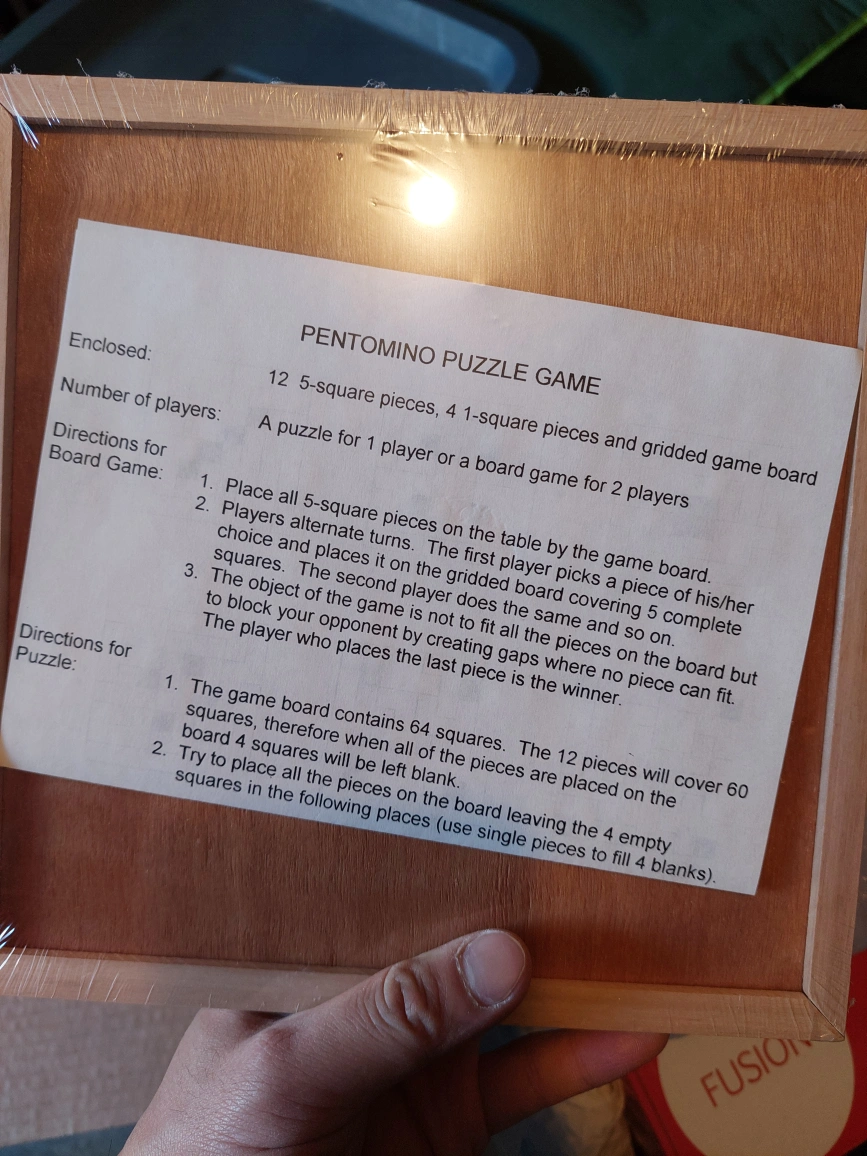 PENTOMINO PUZZLE GAME
Enclosed: 12 5-square pieces, 4 1-square pieces and gridded game board
Number of players: A puzzle for 1 player or a board game for 2 players
Directions for
Board Game:
1. Place all 5-square pieces on the table by the game board.
2. Players alternate turns. The first player picks a piece of his/her
choice and places it on the gridded board covering 5 complete
squares. The second player does the same and so on.
3. The object of the game is not to fit all the pieces on the board but
to block your opponent by creating gaps where no piece can fit.
The player who places the last piece is the winner.
Directions for
Puzzle:
1. The game board contains 64 squares. The 12 pieces will cover 60
squares, therefore when all of the pieces are placed on the
board 4 squares will be left blank.
2. Try to place all the pieces on the board leaving the 4 empty
squares in the following places (use single pieces to fill 4 blanks).
FUSION